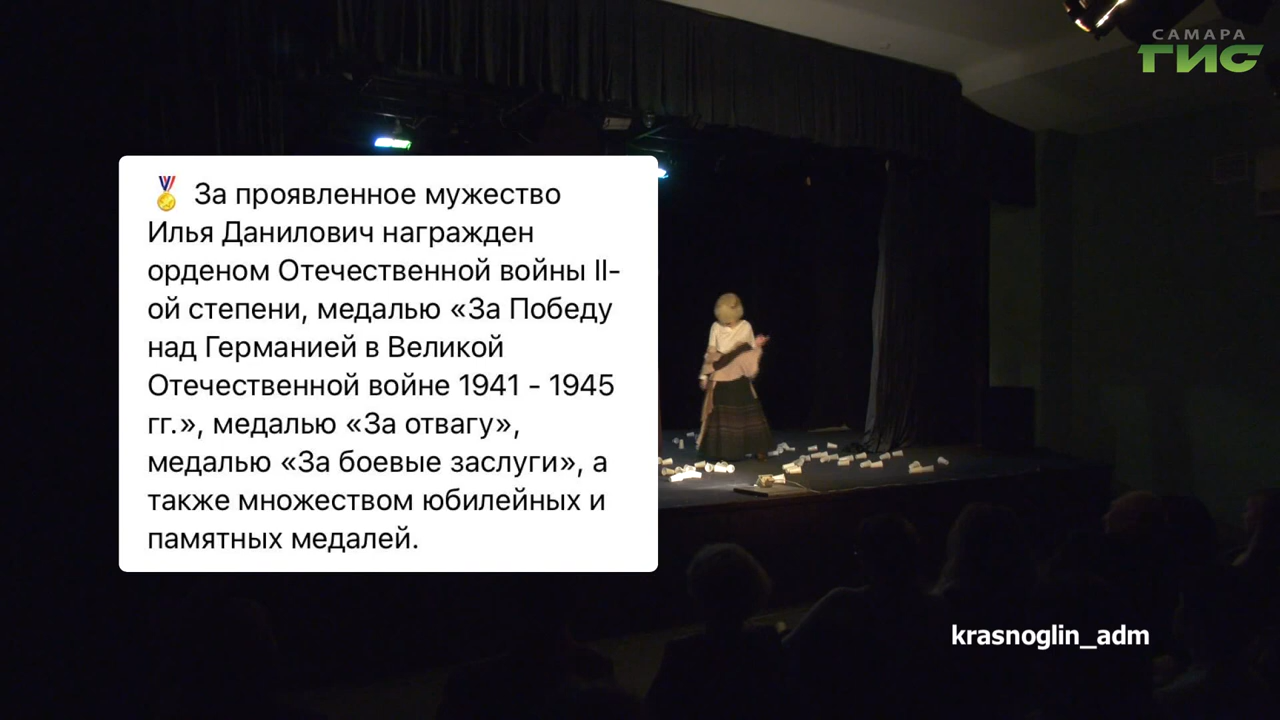 САМАРА
ГИС
🏅 За проявленное мужество
Илья Данилович награжден
орденом Отечественной войны II-
ой степени, медалью «За Победу
над Германией в Великой
Отечественной войне 1941 - 1945
гг.», медалью «За отвагу»,
медалью «За боевые заслуги», а
также множеством юбилейных и
памятных медалей.
krasnoglin_adm